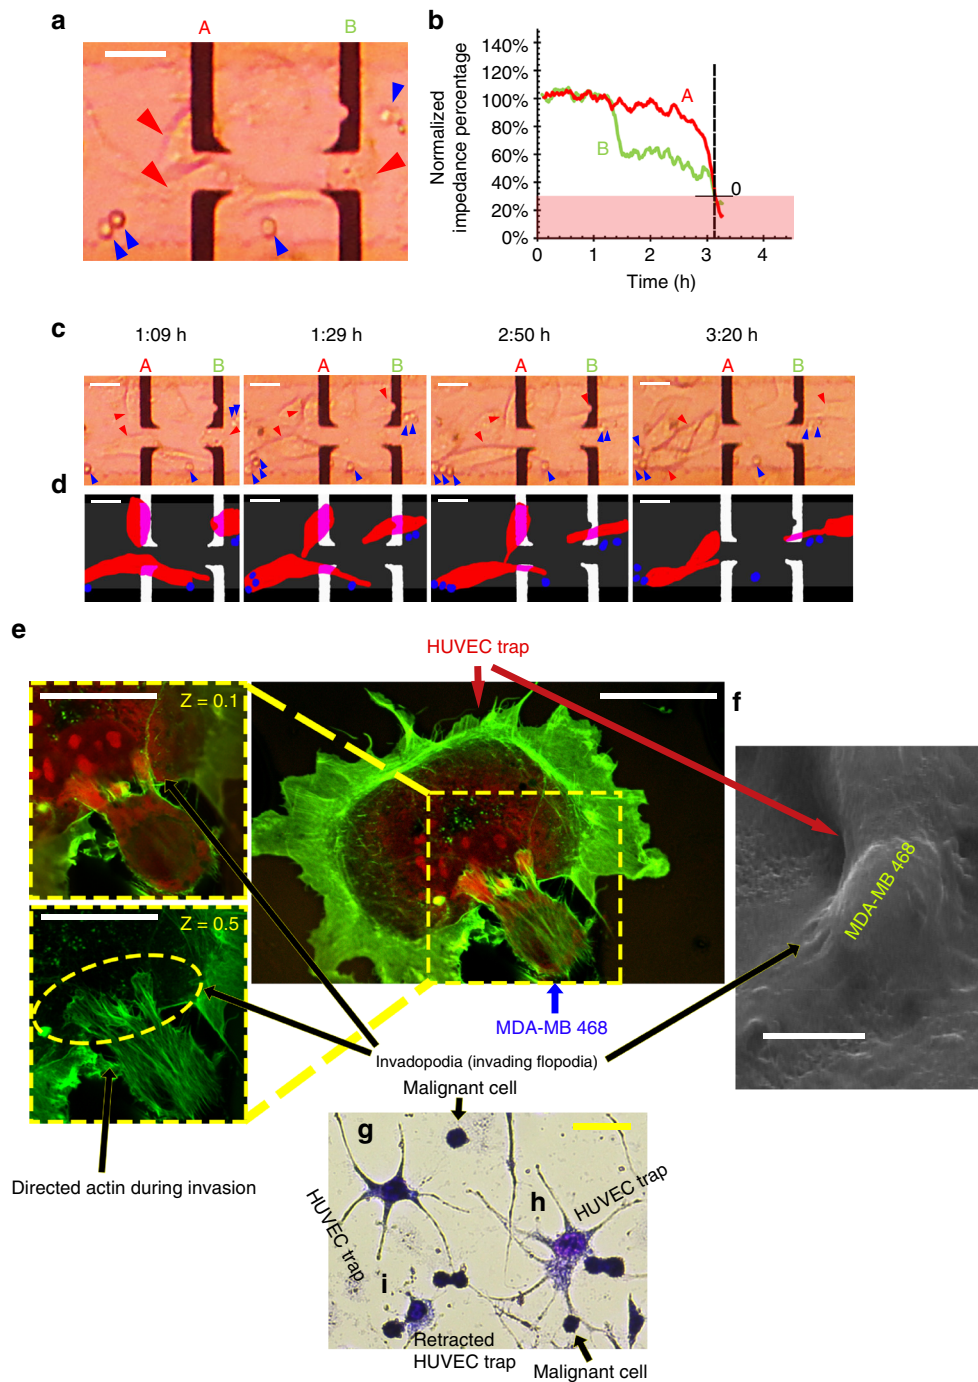 a
A
B
b
Normalized
impedance percentage
140%
120%
100%
80%
60%
40%
20%
0%
A
B
0
0
1
2
3
4
Time (h)
c
1:09 h
1:29 h
2:50 h
3:20 h
A
B
A
B
A
B
A
B
d
e
HUVEC trap
Z = 0.1
f
MDA-MB 468
Z = 0.5
MDA-MB 468
Invadopodia (invading flopodia)
Malignant cell
Directed actin during invasion
g
HUVEC trap
h
HUVEC trap
i
Retracted
HUVEC trap
Malignant cell